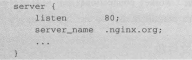 server {
    listen       80;
    server_name  .nginx.org;
    ...
}